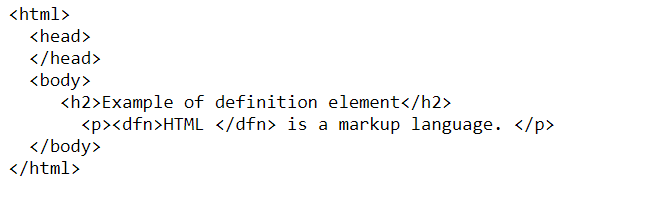 <html>
<head>
</head>
<body>
<h2>Example of definition element</h2>
<p><dfn>HTML </dfn> is a markup language. </p>
</body>
</html>